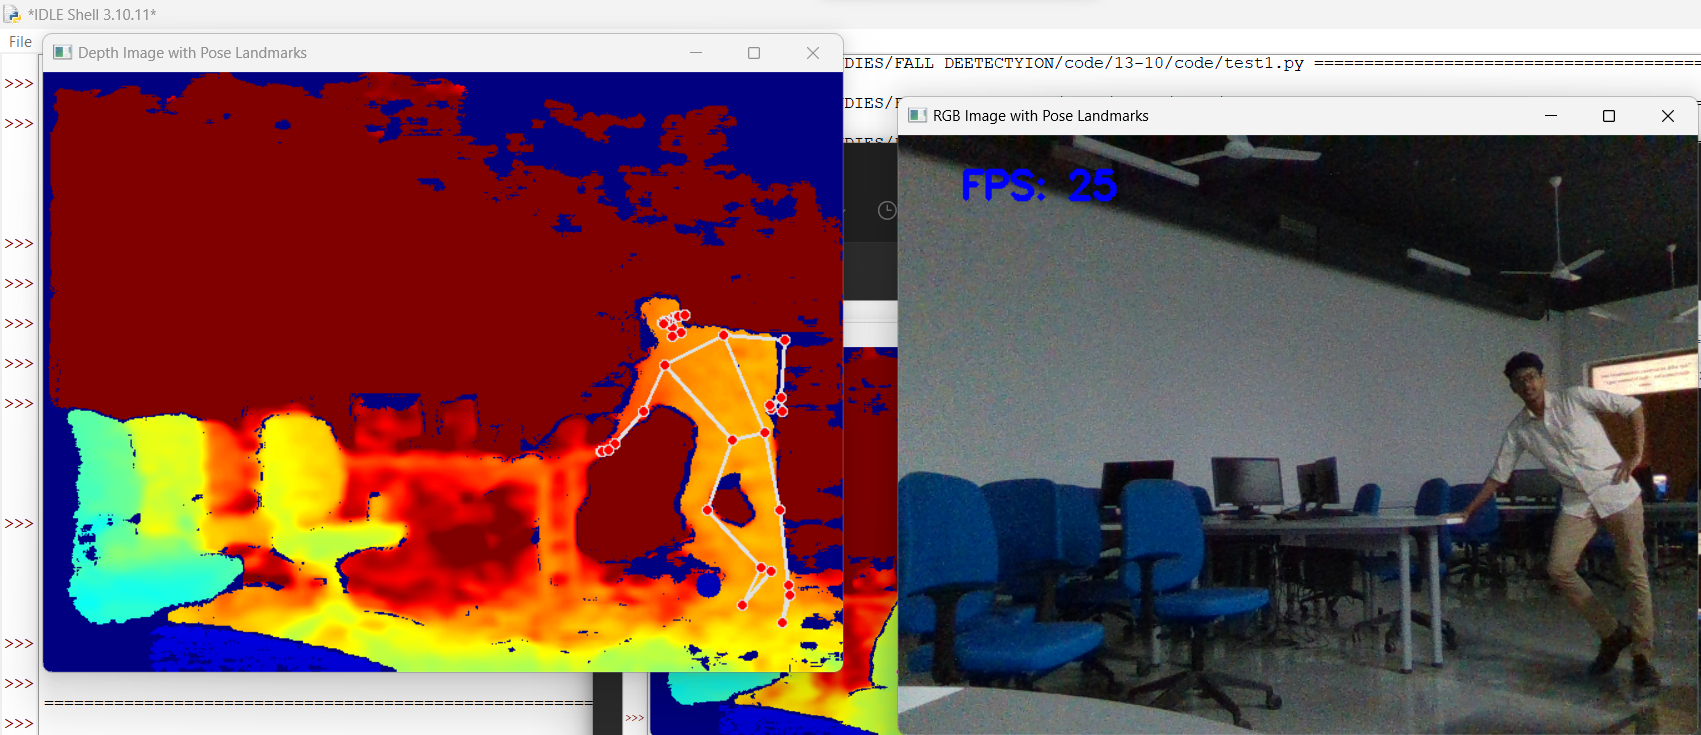 *IDLE Shell 3.10.11*
File
Depth Image with Pose Landmarks
DIES/FALL DEETECTYION/code/13-10/code/test1.py =====================================
DIES/
DIES/
RGB Image with Pose Landmarks
FPS: 25
>>>
>>>
>>>
>>>
>>>
>>>
>>>
>>>
>>>
>>>
>>>
=======================================================
>>>